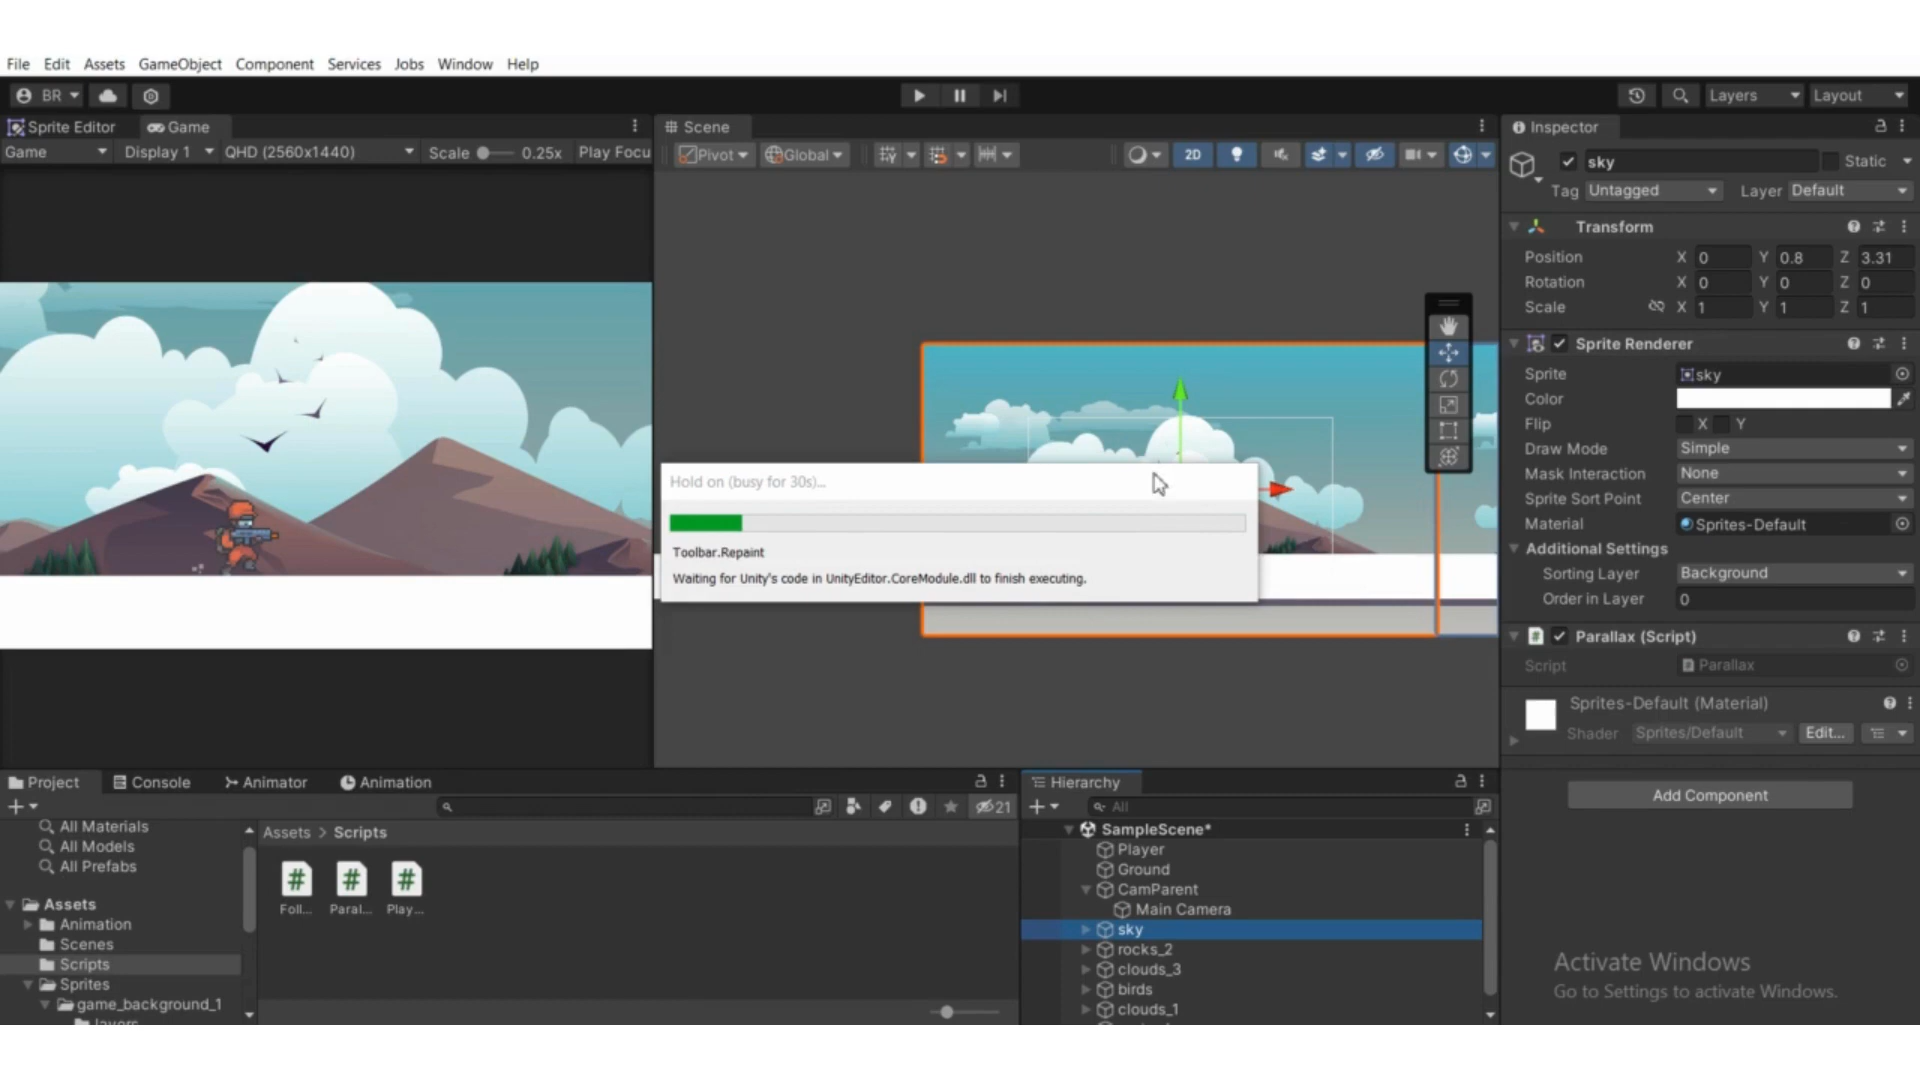 File Edit Assets GameObject Component Services Jobs Window Help
BR Layers Layout
Sprite Editor Game
Game Display 1 QHD (2560x1440) Scale 0.25x Play Focu
Scene
Pivot Global 2D
Inspector
sky Static
Tag Untagged Layer Default
Transform
Position X 0 Y 0.8 Z 3.31
Rotation X 0 Y 0 Z 0
Scale X 1 Y 1 Z 1
Sprite Renderer
Sprite sky
Color
Flip X Y
Draw Mode Simple
Mask Interaction None
Sprite Sort Point Center
Material Sprites-Default
Additional Settings
Sorting Layer Background
Order in Layer 0
# Parallax (Script)
Script Parallax
Sprites-Default (Material)
Shader Sprites/Default Edit...
Add Component
Hold on (busy for 30s)...
Toolbar.Repaint
Waiting for Unity's code in UnityEditor.CoreModule.dll to finish executing.
Project Console Animator Animation
21
All Materials
All Models
All Prefabs
Assets
Animation
Scenes
Scripts
Sprites
game_background_1
layers
Assets > Scripts
# # #
Foll... Paral... Play...
Hierarchy
All
SampleScene*
Player
Ground
CamParent
Main Camera
sky
rocks_2
clouds_3
birds
clouds_1
Activate Windows
Go to Settings to activate Windows.